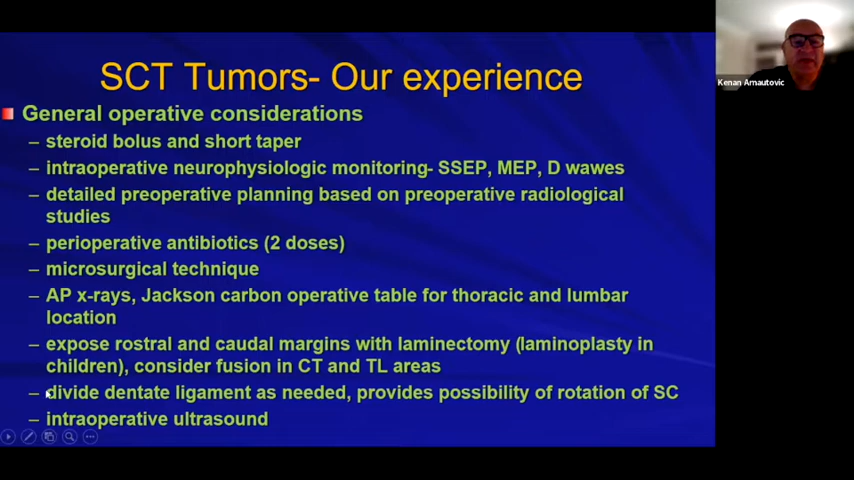 SCT Tumors- Our experience
Kenan Arnautovic
General operative considerations
– steroid bolus and short taper
– intraoperative neurophysiologic monitoring- SSEP, MEP, D wawes
– detailed preoperative planning based on preoperative radiological
studies
– perioperative antibiotics (2 doses)
– microsurgical technique
– AP x-rays, Jackson carbon operative table for thoracic and lumbar
location
– expose rostral and caudal margins with laminectomy (laminoplasty in
children), consider fusion in CT and TL areas
– divide dentate ligament as needed, provides possibility of rotation of SC
– intraoperative ultrasound